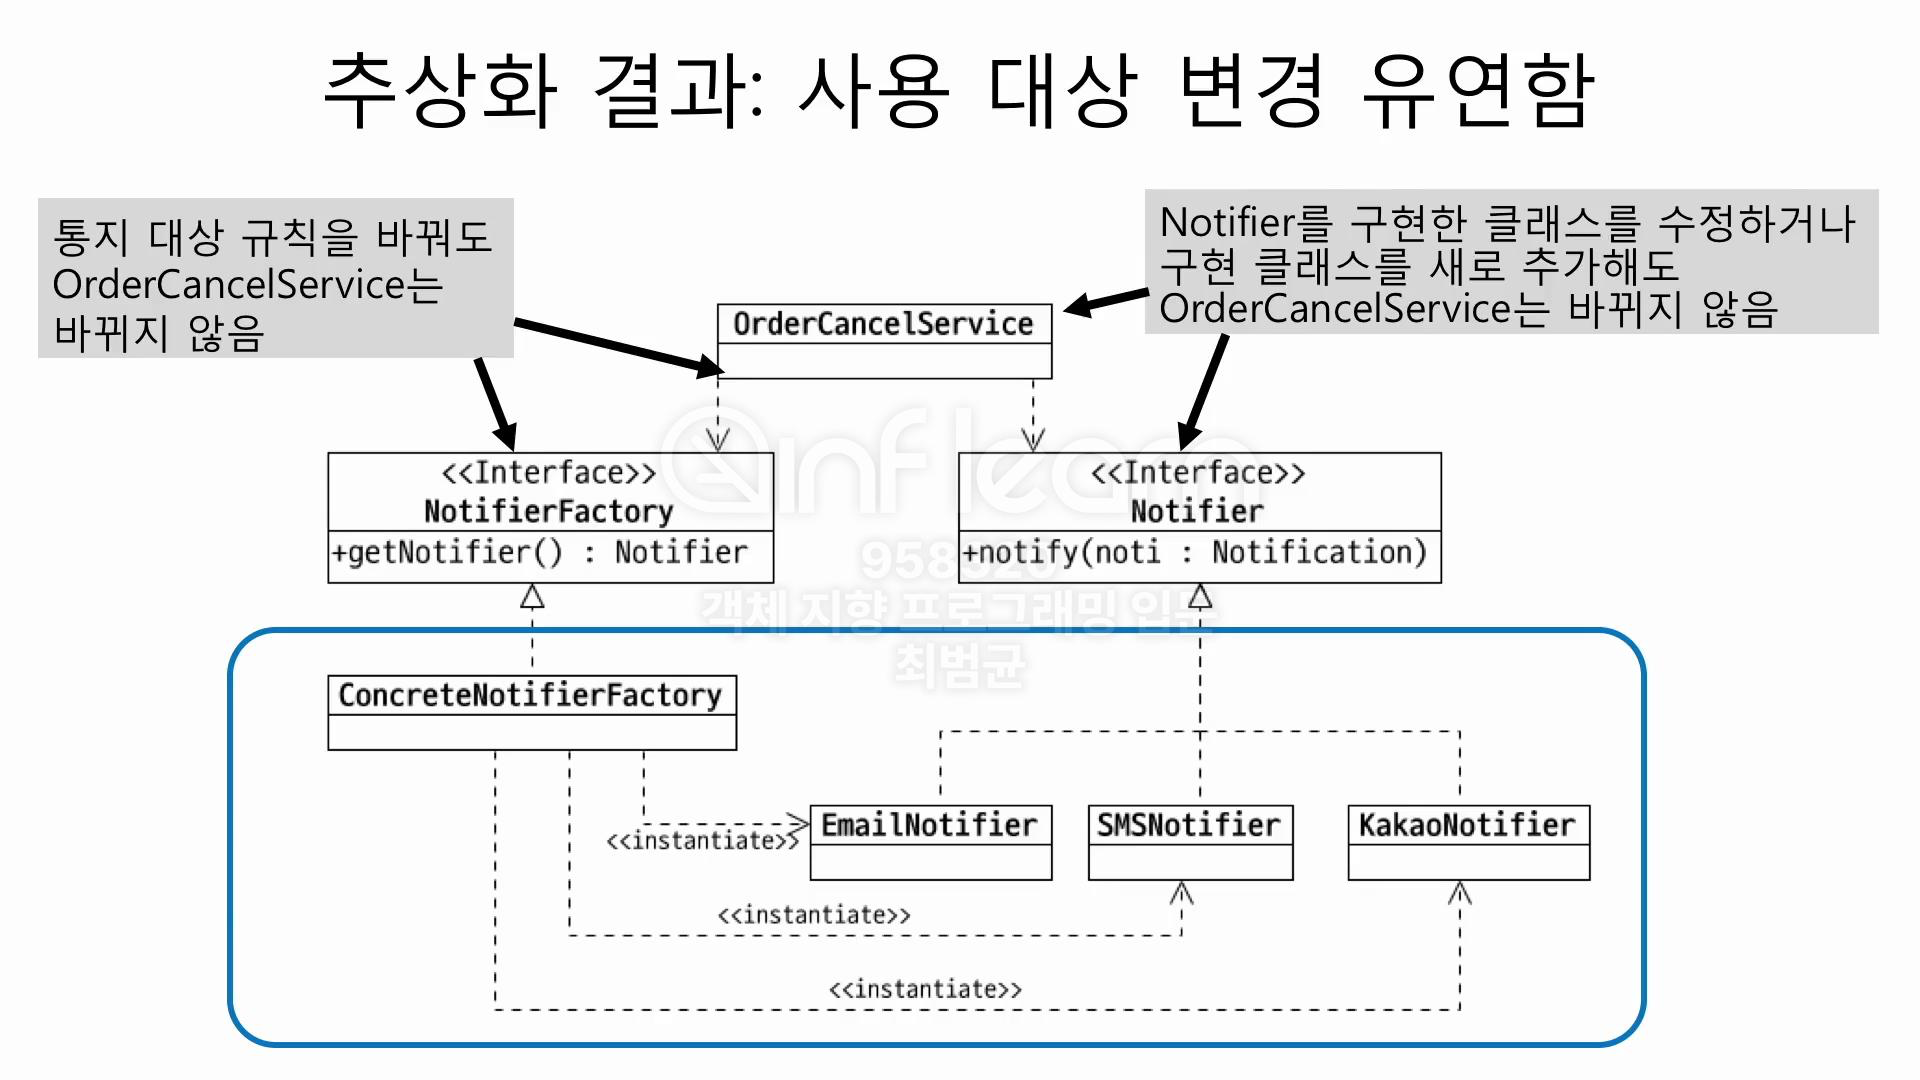 추상화 결과: 사용 대상 변경 유연함
통지 대상 규칙을 바꿔도
OrderCancelService는
바뀌지 않음
Notifier를 구현한 클래스를 수정하거나
구현 클래스를 새로 추가해도
OrderCancelService는 바뀌지 않음
OrderCancelService
<<Interface>>
NotifierFactory
+getNotifier() : Notifier
<<Interface>>
Notifier
+notify(noti : Notification)
inflearn
객체 지향 프로그래밍 입문
최범균
ConcreteNotifierFactory
EmailNotifier
SMSNotifier
KakaoNotifier
<<instantiate>>
<<instantiate>>
<<instantiate>>